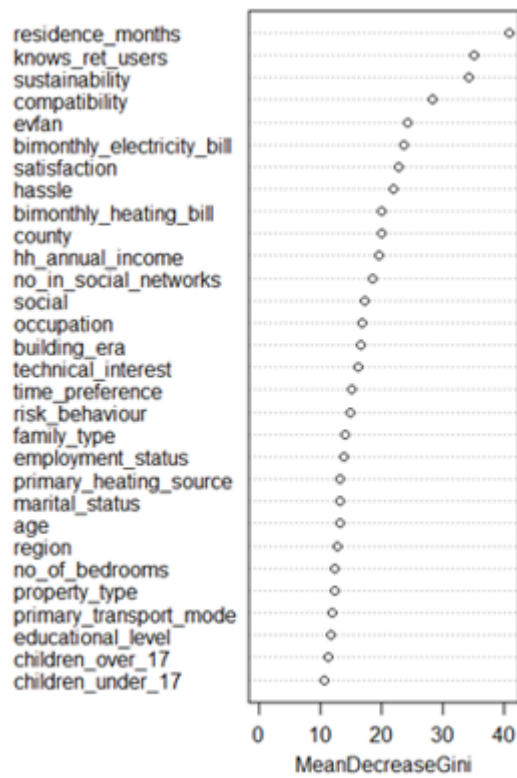 residence_months
knows_ret_users
sustainability
compatibility
evfan
bimonthly_electricity_bill
satisfaction
hassle
bimonthly_heating_bill
county
hh_annual_income
no_in_social_networks
social
occupation
building_era
technical_interest
time_preference
risk_behaviour
family_type
employment_status
primary_heating_source
marital_status
age
region
no_of_bedrooms
property_type
primary_transport_mode
educational_level
children_over_17
children_under_17
0 10 20 30 40
MeanDecreaseGini